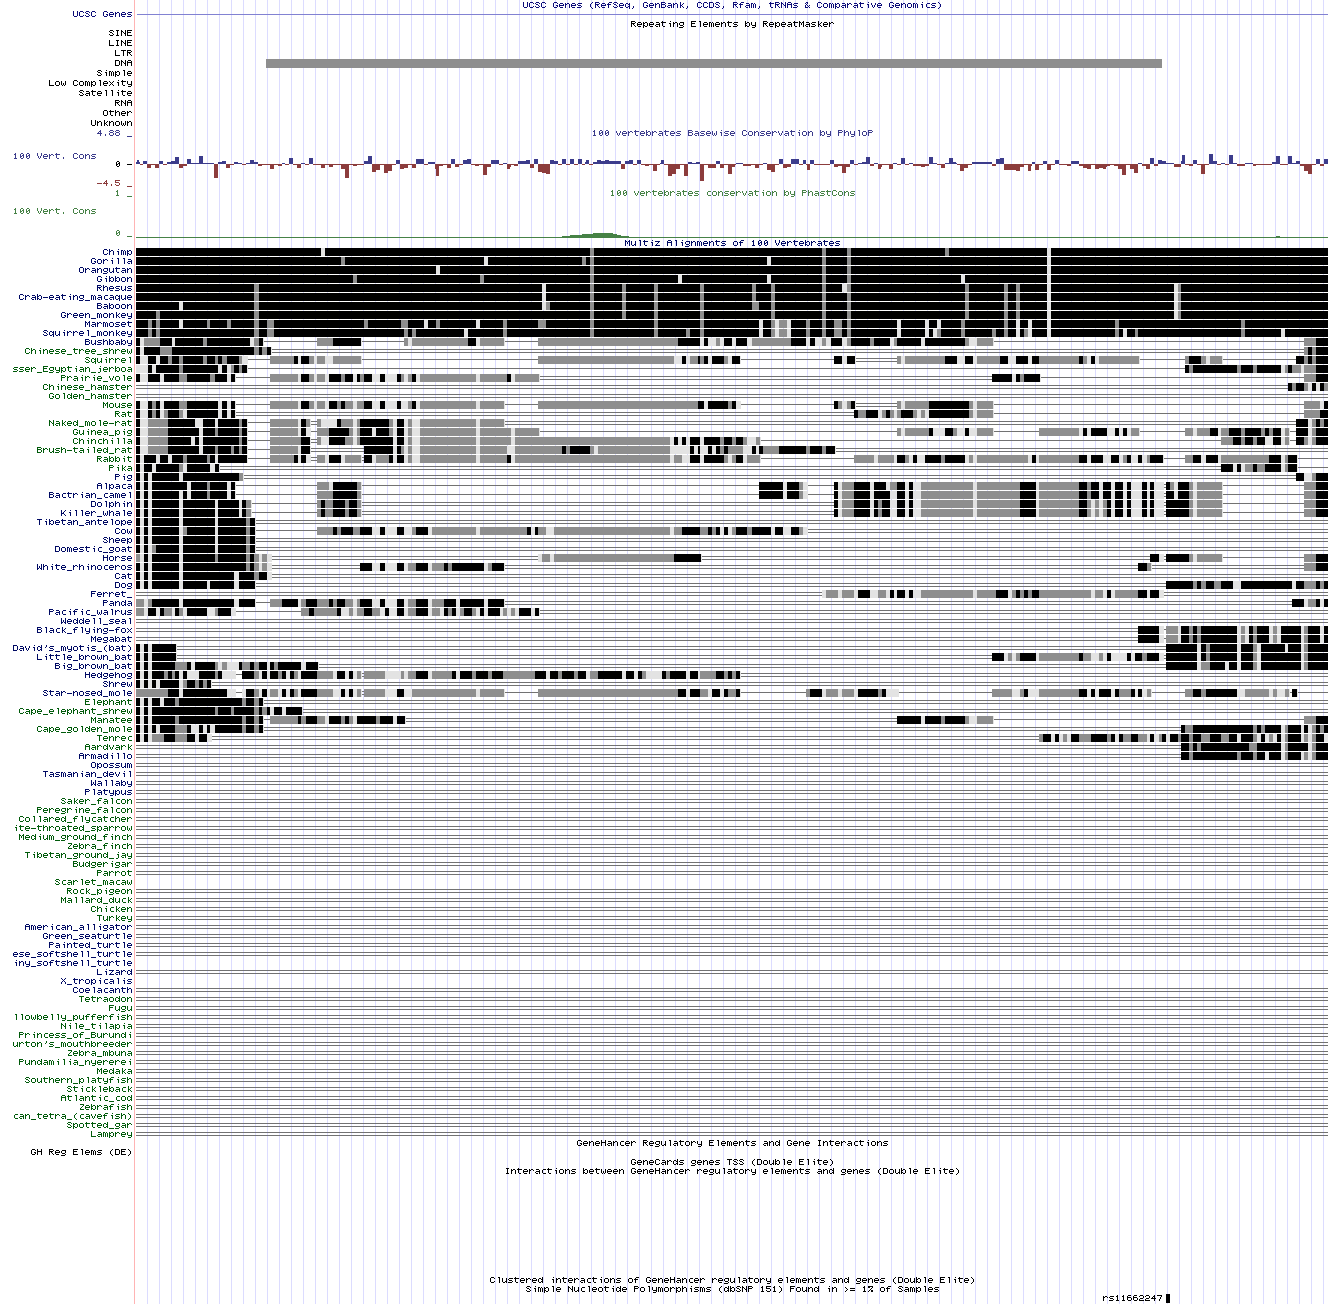 UCSC Genes (RefSeq, GenBank, CCDS, Rfam, tRNAs & Comparative Genomics)
UCSC Genes
Repeating Elements by RepeatMasker
SINE
LINE
LTR
DNA
Simple
Low Complexity
Satellite
RNA
Other
Unknown
4.88 _
100 vertebrates Basewise Conservation by PhyloP
100 Vert. Cons
0 _
-4.5 _
1 _
100 vertebrates conservation by PhastCons
100 Vert. Cons
0 _
Multiz Alignments of 100 Vertebrates
Chimp
Gorilla
Orangutan
Gibbon
Rhesus
Crab-eating_macaque
Baboon
Green_monkey
Marmoset
Squirrel_monkey
Bushbaby
Chinese_tree_shrew
Squirrel
sser_Egyptian_jerboa
Prairie_vole
Chinese_hamster
Golden_hamster
Mouse
Rat
Naked_mole-rat
Guinea_pig
Chinchilla
Brush-tailed_rat
Rabbit
Pika
Pig
Alpaca
Bactrian_camel
Dolphin
Killer_whale
Tibetan_antelope
Cow
Sheep
Domestic_goat
Horse
White_rhinoceros
Cat
Dog
Ferret_
Panda
Pacific_walrus
Weddell_seal
Black_flying-fox
Megabat
David's_myotis_(bat)
Little_brown_bat
Big_brown_bat
Hedgehog
Shrew
Star-nosed_mole
Elephant
Cape_elephant_shrew
Manatee
Cape_golden_mole
Tenrec
Aardvark
Armadillo
Opossum
Tasmanian_devil
Wallaby
Platypus
Saker_falcon
Peregrine_falcon
Collared_flycatcher
ite-throated_sparrow
Medium_ground_finch
Zebra_finch
Tibetan_ground_jay
Budgerigar
Parrot
Scarlet_macaw
Rock_pigeon
Mallard_duck
Chicken
Turkey
American_alligator
Green_seaturtle
Painted_turtle
ese_softshell_turtle
iny_softshell_turtle
Lizard
X_tropicalis
Coelacanth
Tetraodon
Fugu
llowbelly_pufferfish
Nile_tilapia
Princess_of_Burundi
urton's_mouthbreeder
Zebra_mbuna
Pundamilia_nyererei
Medaka
Southern_platyfish
Stickleback
Atlantic_cod
Zebrafish
can_tetra_(cavefish)
Spotted_gar
Lamprey
GeneHancer Regulatory Elements and Gene Interactions
GH Reg Elems (DE)
GeneCards genes TSS (Double Elite)
Interactions between GeneHancer regulatory elements and genes (Double Elite)
Clustered interactions of GeneHancer regulatory elements and genes (Double Elite)
Simple Nucleotide Polymorphisms (dbSNP 151) Found in >= 1% of Samples
rs11662247